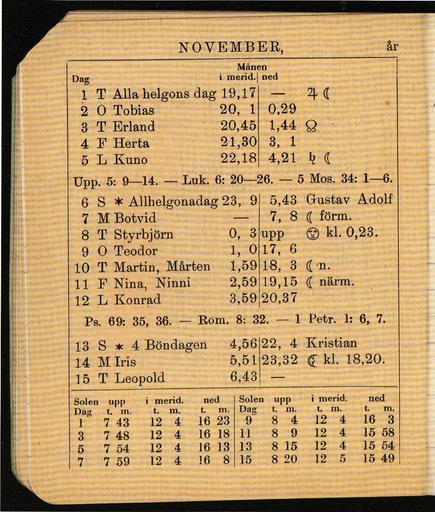 NOVEMBER, år
Månen
Dag i merid. ned
1 T Alla helgons dag 19,17 — ♃ ☾
2 O Tobias 20, 1 0,29
3 T Erland 20,45 1,44 ☿
4 F Herta 21,30 3, 1
5 L Kuno 22,18 4,21 ♄ ☾
Upp. 5: 9—14. — Luk. 6: 20—26. — 5 Mos. 34: 1—6.
6 S * Allhelgonadag 23, 9 5,43 Gustav Adolf
7 M Botvid — 7, 8 ☾ förm.
8 T Styrbjörn 0, 3 upp kl. 0,23.
9 O Teodor 1, 0 17, 6
10 T Martin, Mårten 1,59 18, 3 ☾ n.
11 F Nina, Ninni 2,59 19,15 ☾ närm.
12 L Konrad 3,59 20,37
Ps. 69: 35, 36. — Rom. 8: 32. — 1 Petr. 1: 6, 7.
13 S * 4 Böndagen 4,56 22, 4 Kristian
14 M Iris 5,51 23,32 kl. 18,20.
15 T Leopold 6,43 —
Solen upp i merid. ned Solen upp i merid. ned
Dag t. m. t. m. t. m. Dag t. m. t. m. t. m.
1 7 43 12 4 16 23 9 8 4 12 4 16 3
3 7 48 12 4 16 18 11 8 9 12 4 15 58
5 7 54 12 4 16 13 13 8 15 12 4 15 54
7 7 59 12 4 16 8 15 8 20 12 5 15 49